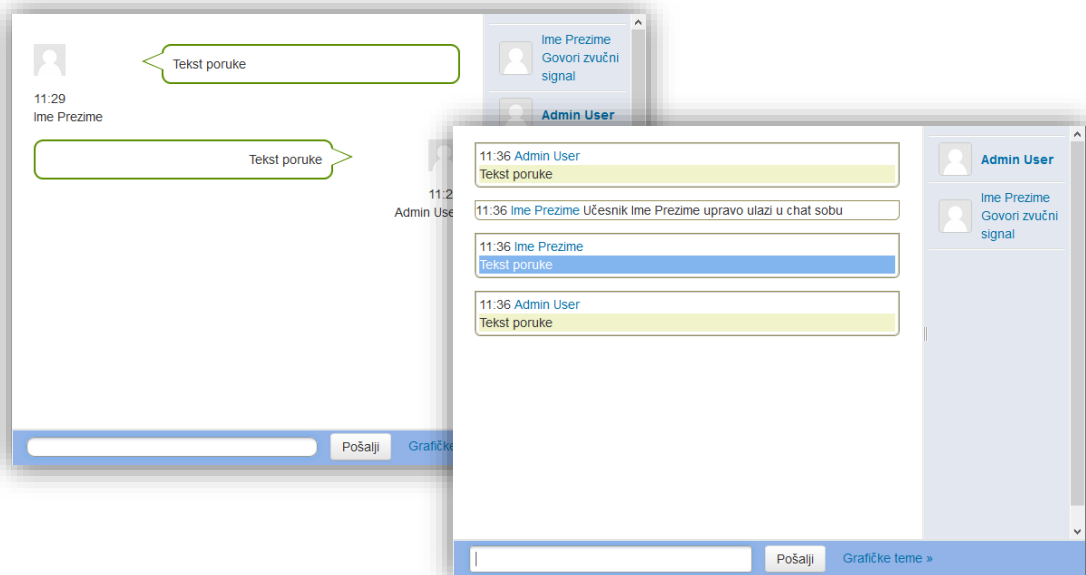 Tekst poruke
11:29
Ime Prezime
Tekst poruke
Admin
Ime Prezime
Govori zvučni
signal
Admin User
Pošalji
11:36 Admin User
Tekst poruke
11:36 Ime Prezime Učesnik Ime Prezime upravo ulazi u chat sobu
11:36 Ime Prezime
Tekst poruke
11:36 Admin User
Tekst poruke
Admin User
Ime Prezime
Govori zvučni
signal
Pošalji Grafičke teme »